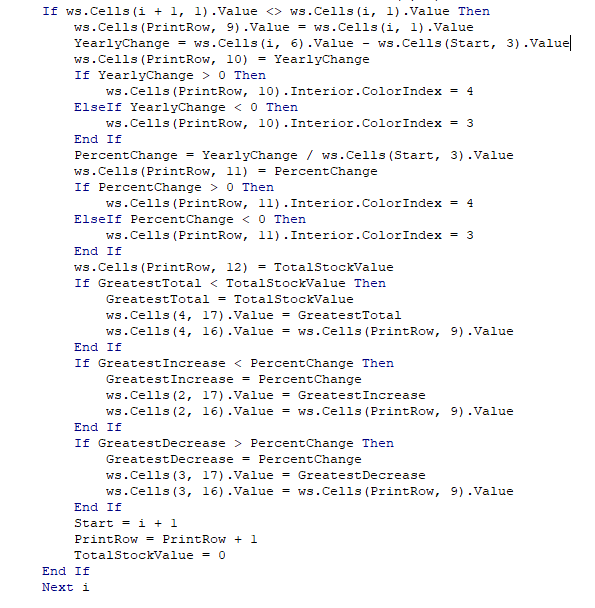 If ws.Cells(i + 1, 1).Value <> ws.Cells(i, 1).Value Then
ws.Cells(PrintRow, 9).Value = ws.Cells(i, 1).Value
YearlyChange = ws.Cells(i, 6).Value - ws.Cells(Start, 3).Value
ws.Cells(PrintRow, 10) = YearlyChange
If YearlyChange > 0 Then
ws.Cells(PrintRow, 10).Interior.ColorIndex = 4
ElseIf YearlyChange < 0 Then
ws.Cells(PrintRow, 10).Interior.ColorIndex = 3
End If
PercentChange = YearlyChange / ws.Cells(Start, 3).Value
ws.Cells(PrintRow, 11) = PercentChange
If PercentChange > 0 Then
ws.Cells(PrintRow, 11).Interior.ColorIndex = 4
ElseIf PercentChange < 0 Then
ws.Cells(PrintRow, 11).Interior.ColorIndex = 3
End If
ws.Cells(PrintRow, 12) = TotalStockValue
If GreatestTotal < TotalStockValue Then
GreatestTotal = TotalStockValue
ws.Cells(4, 17).Value = GreatestTotal
ws.Cells(4, 16).Value = ws.Cells(PrintRow, 9).Value
End If
If GreatestIncrease < PercentChange Then
GreatestIncrease = PercentChange
ws.Cells(2, 17).Value = GreatestIncrease
ws.Cells(2, 16).Value = ws.Cells(PrintRow, 9).Value
End If
If GreatestDecrease > PercentChange Then
GreatestDecrease = PercentChange
ws.Cells(3, 17).Value = GreatestDecrease
ws.Cells(3, 16).Value = ws.Cells(PrintRow, 9).Value
End If
Start = i + 1
PrintRow = PrintRow + 1
TotalStockValue = 0
End If
Next i